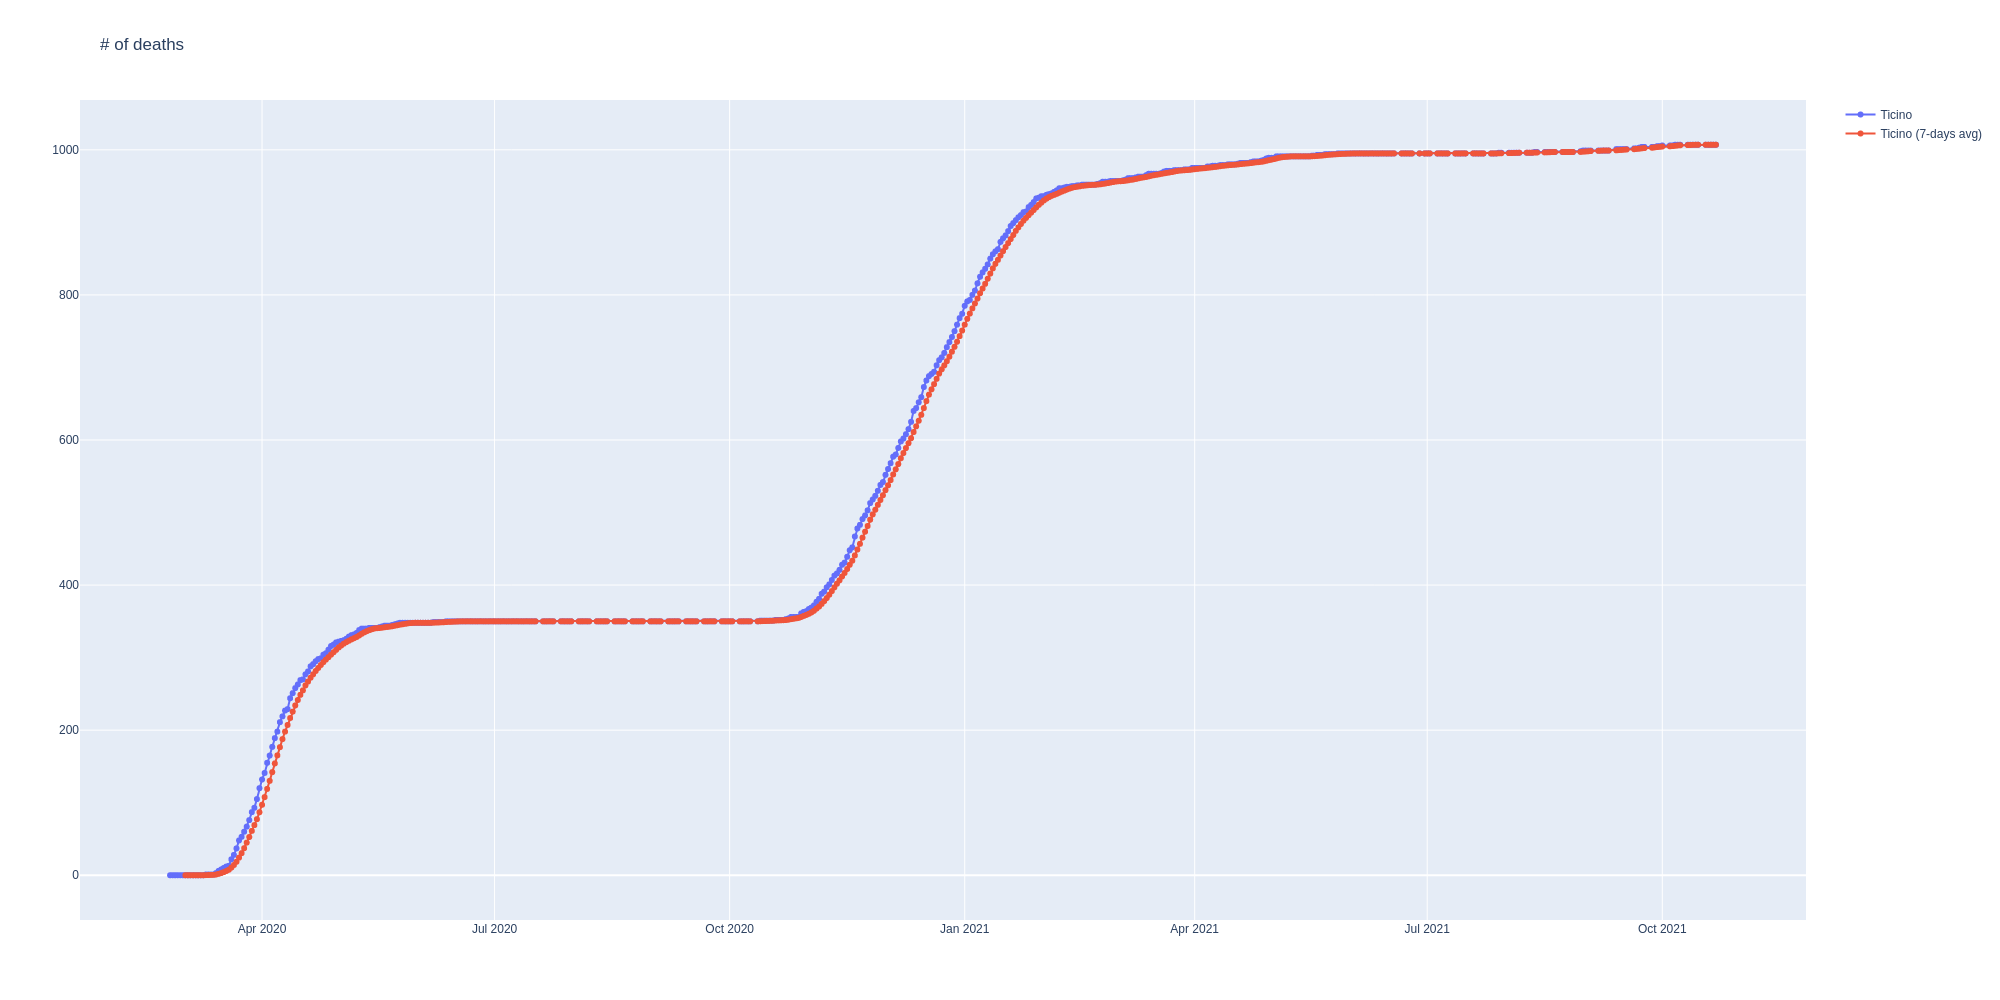 # of deaths
Ticino
Ticino (7-days avg)
1000
800
600
400
200
0
Apr 2020
Jul 2020
Oct 2020
Jan 2021
Apr 2021
Jul 2021
Oct 2021